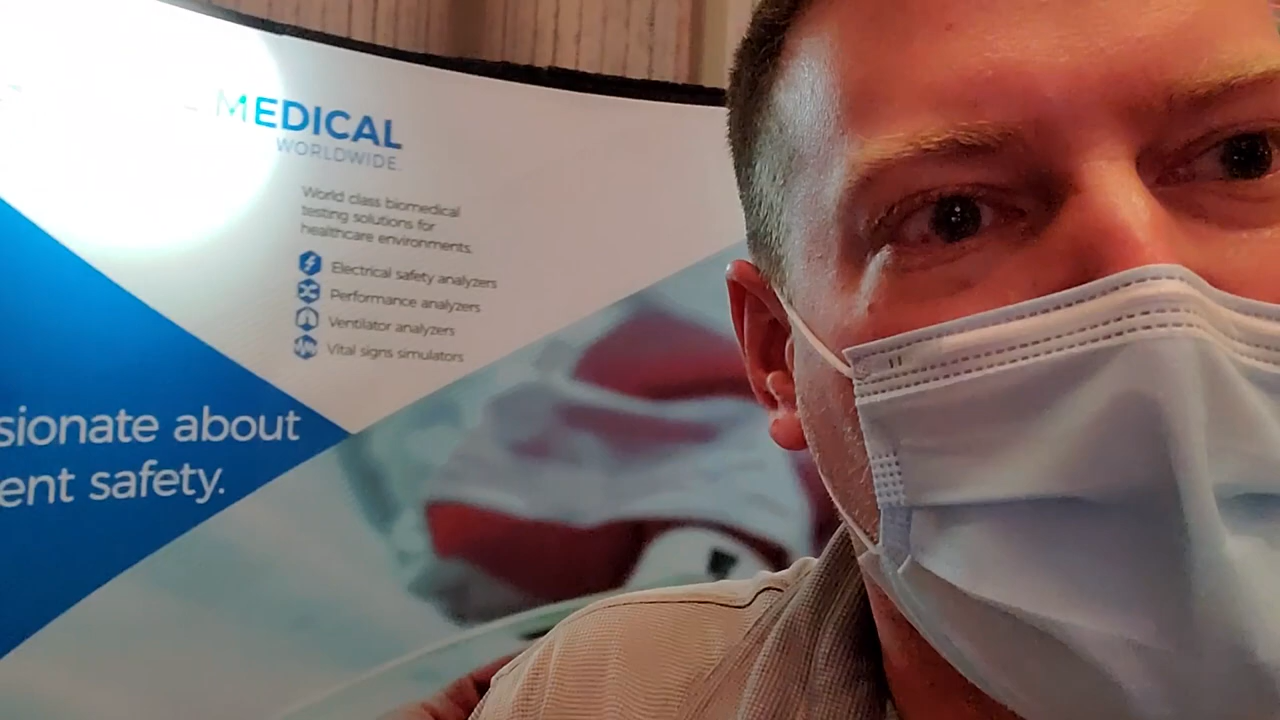 MEDICAL
WORLDWIDE.
World class biomedical
testing solutions for
healthcare environments.
Electrical safety analyzers
Performance analyzers
Ventilator analyzers
Vital signs simulators
sionate about
ent safety.